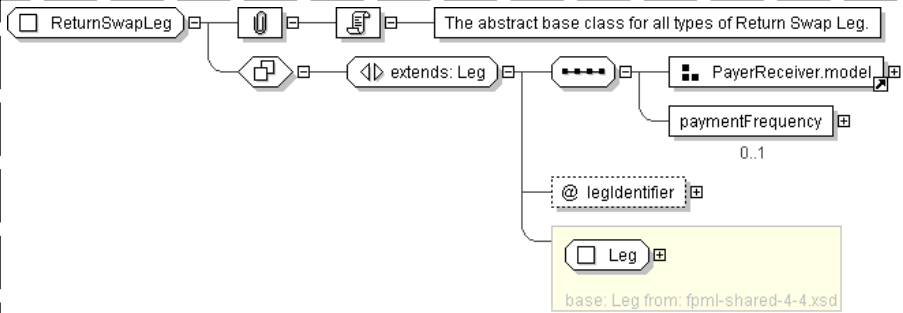 ReturnSwapLeg
The abstract base class for all types of Return Swap Leg.
extends: Leg
PayerReceiver.model
paymentFrequency
0..1
@ legIdentifier
Leg
base: Leg from: fpml-shared-4-4.xsd